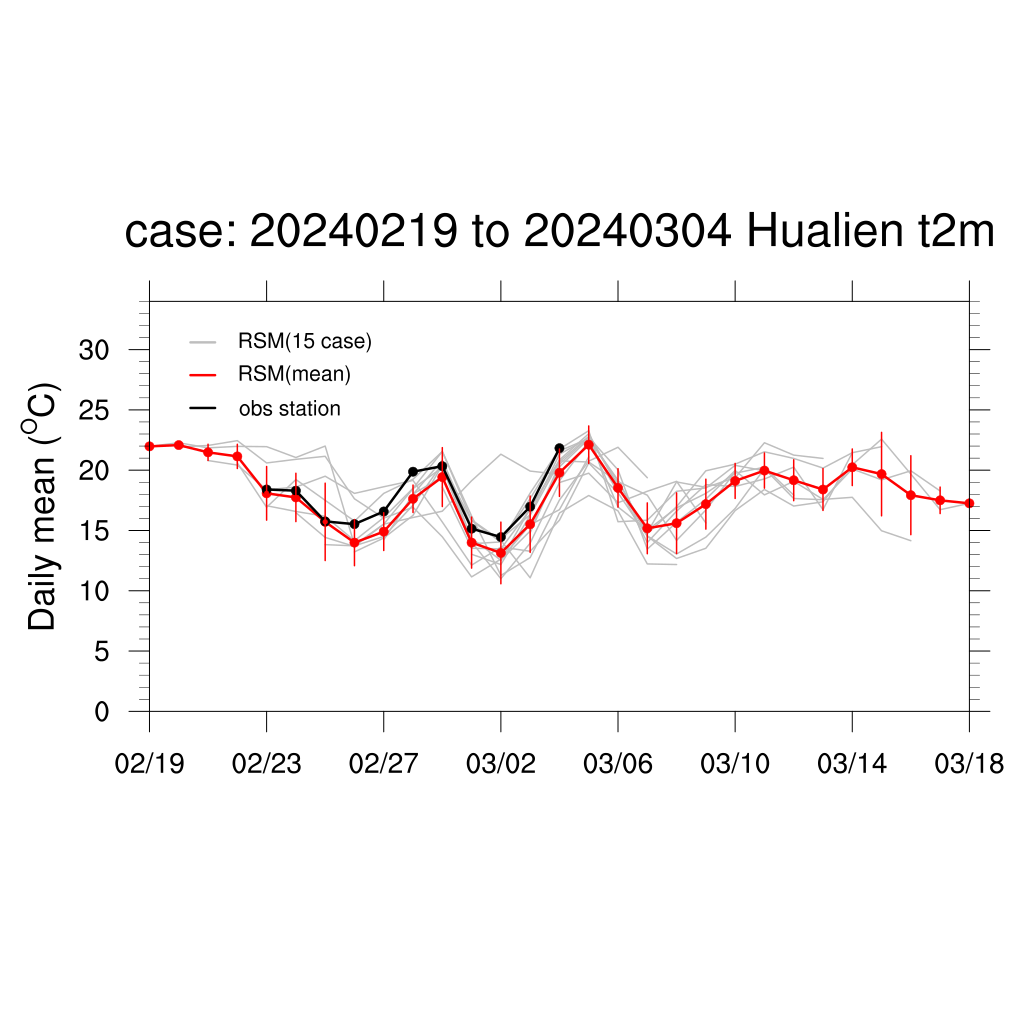 case: 20240219 to 20240304 Hualien t2m
RSM(15 case)
RSM(mean)
obs station
Daily mean (°C)
30
25
20
15
10
5
0
02/19 02/23 02/27 03/02 03/06 03/10 03/14 03/18